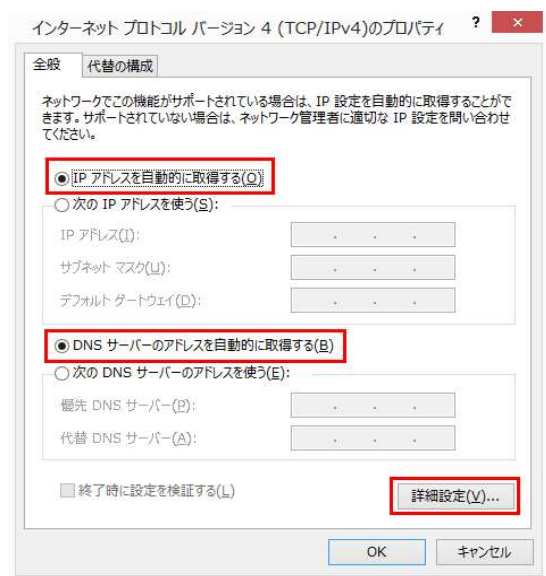 インターネット プロトコル バージョン 4 (TCP/IPv4)のプロパティ ? ×
全般 代替の構成
ネットワークでこの機能がサポートされている場合は、IP 設定を自動的に取得することがで
きます。サポートされていない場合は、ネットワーク管理者に適切な IP 設定を問い合わせ
てください。
IP アドレスを自動的に取得する(O)
次の IP アドレスを使う(S):
IP アドレス(I):
サブネット マスク(U):
デフォルト ゲートウェイ(D):
DNS サーバーのアドレスを自動的に取得する(B)
次の DNS サーバーのアドレスを使う(E):
優先 DNS サーバー(P):
代替 DNS サーバー(A):
終了時に設定を検証する(L)
詳細設定(V)...
OK キャンセル